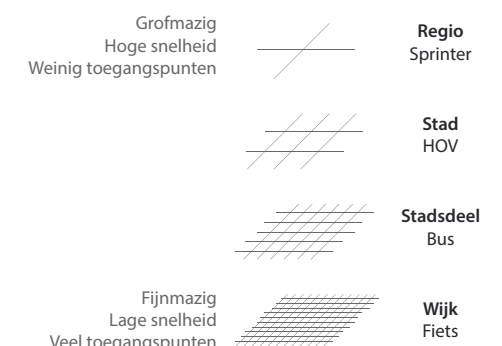 Grofmazig
Hoge snelheid
Weinig toegangspunten
Regio
Sprinter
Stad
HOV
Stadsdeel
Bus
Fijnmazig
Lage snelheid
Veel toegangspunten
Wijk
Fiets